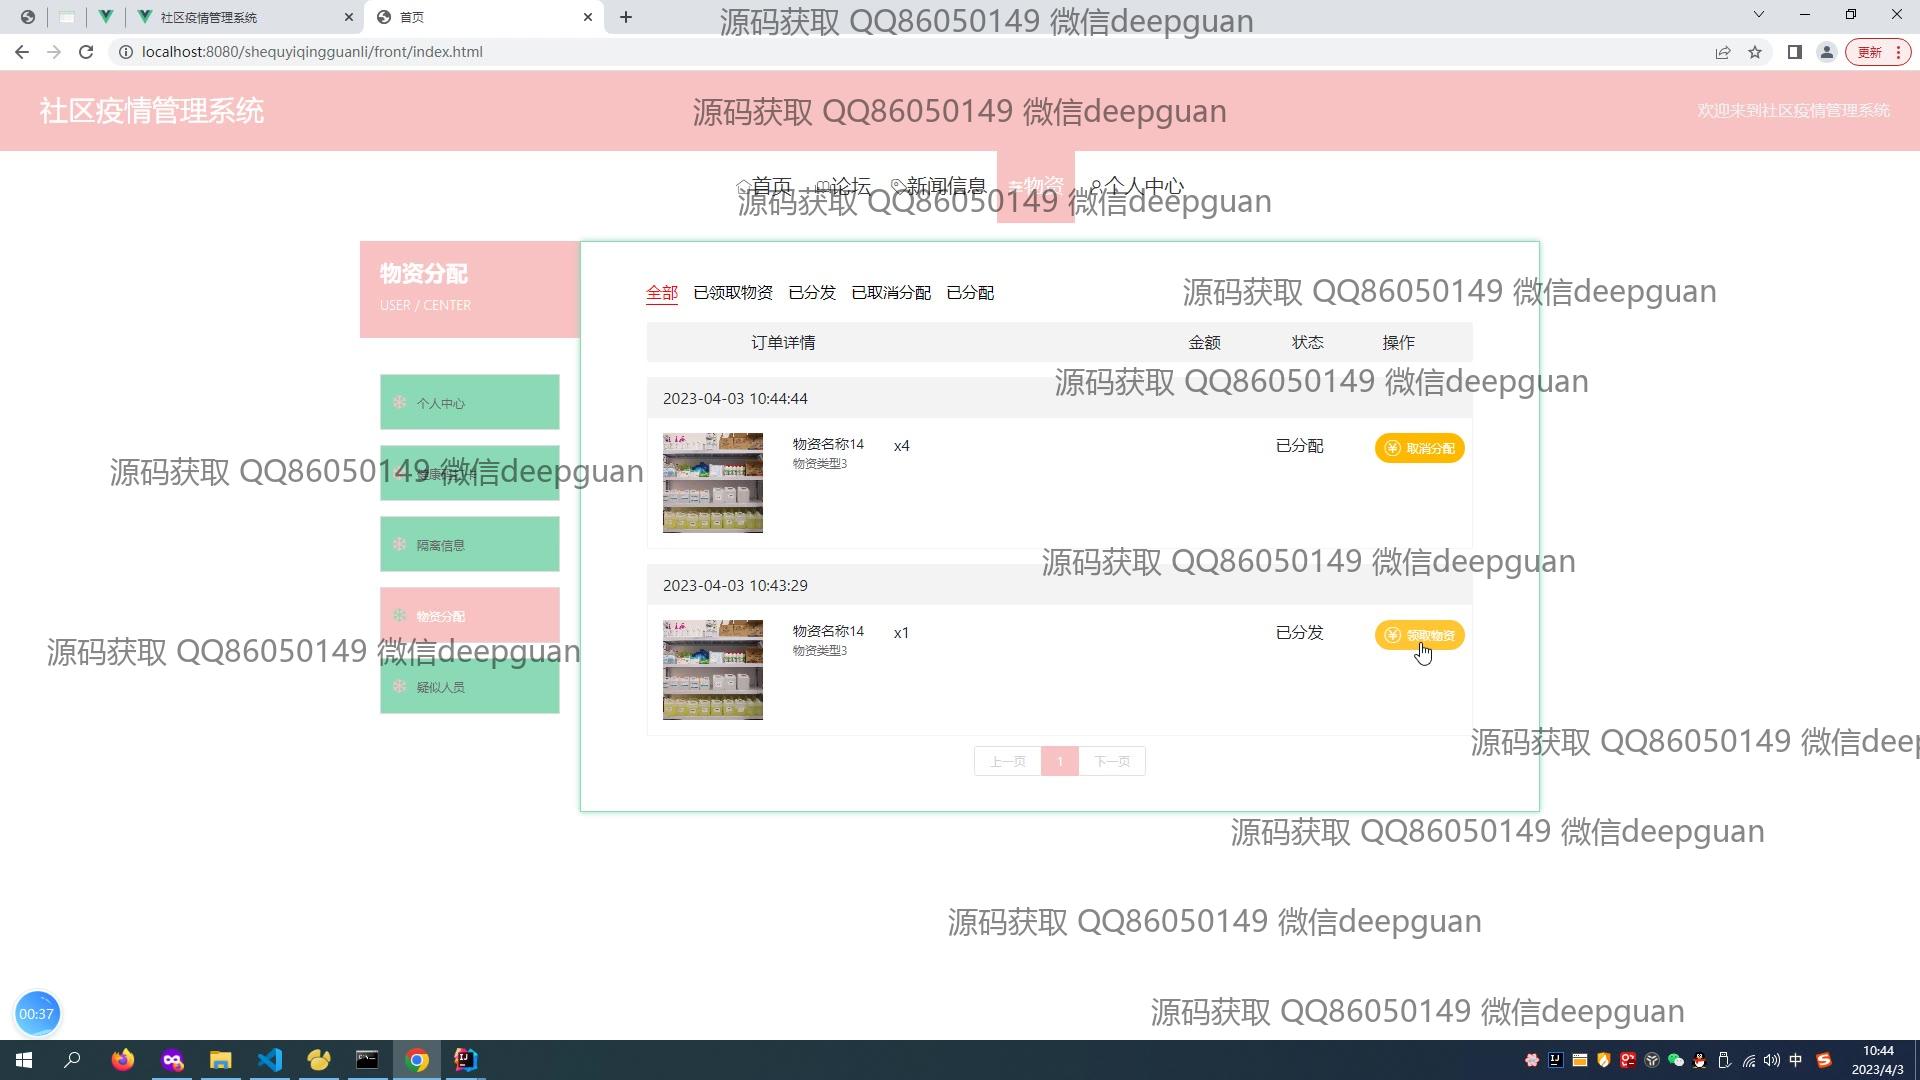 社区疫情管理系统
首页
源码获取 QQ86050149 微信deepguan
localhost:8080/shequyiqingguanli/front/index.html
更新
社区疫情管理系统
源码获取 QQ86050149 微信deepguan
欢迎来到社区疫情管理系统
首页 论坛 新闻信息 物资 个人中心
源码获取 QQ86050149 微信deepguan
物资分配
USER / CENTER
全部 已领取物资 已分发 已取消分配 已分配
源码获取 QQ86050149 微信deepguan
订单详情 金额 状态 操作
源码获取 QQ86050149 微信deepguan
2023-04-03 10:44:44
个人中心
物资名称14 x4 已分配 取消分配
物资类型3
源码获取 QQ86050149 微信deepguan
隔离信息
源码获取 QQ86050149 微信deepguan
2023-04-03 10:43:29
物资分配
物资名称14 x1 已分发 领取物资
物资类型3
源码获取 QQ86050149 微信deepguan
疑似人员
源码获取 QQ86050149 微信deep
上一页 1 下一页
源码获取 QQ86050149 微信deepguan
源码获取 QQ86050149 微信deepguan
源码获取 QQ86050149 微信deepguan
00:37
中
10:44
2023/4/3